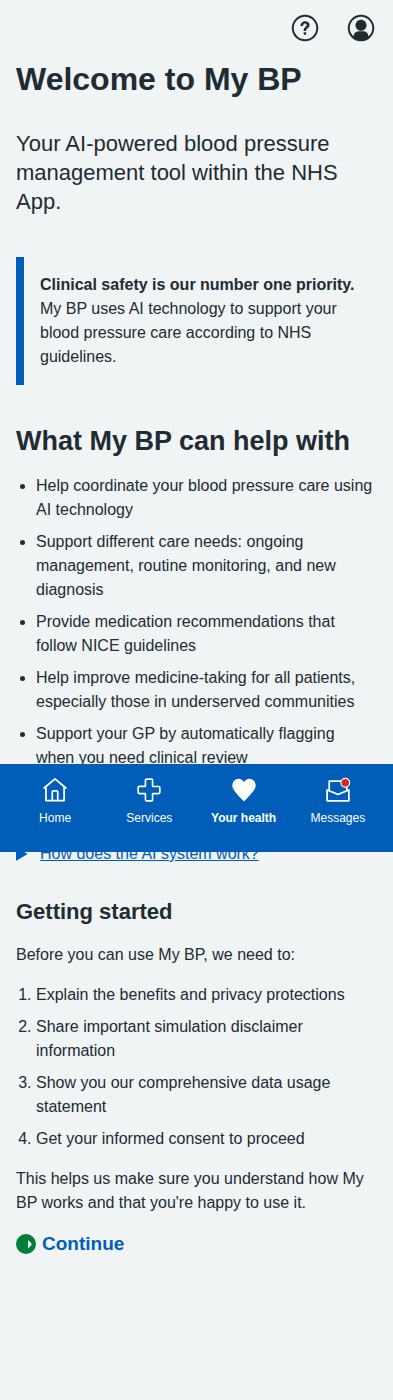 Welcome to My BP
Your AI-powered blood pressure
management tool within the NHS
App.
Clinical safety is our number one priority.
My BP uses AI technology to support your
blood pressure care according to NHS
guidelines.
What My BP can help with
• Help coordinate your blood pressure care using
AI technology
• Support different care needs: ongoing
management, routine monitoring, and new
diagnosis
• Provide medication recommendations that
follow NICE guidelines
• Help improve medicine-taking for all patients,
especially those in underserved communities
• Support your GP by automatically flagging
when you need clinical review
Home Services Your health Messages
How does the AI system work?
Getting started
Before you can use My BP, we need to:
1. Explain the benefits and privacy protections
2. Share important simulation disclaimer
information
3. Show you our comprehensive data usage
statement
4. Get your informed consent to proceed
This helps us make sure you understand how My
BP works and that you're happy to use it.
Continue